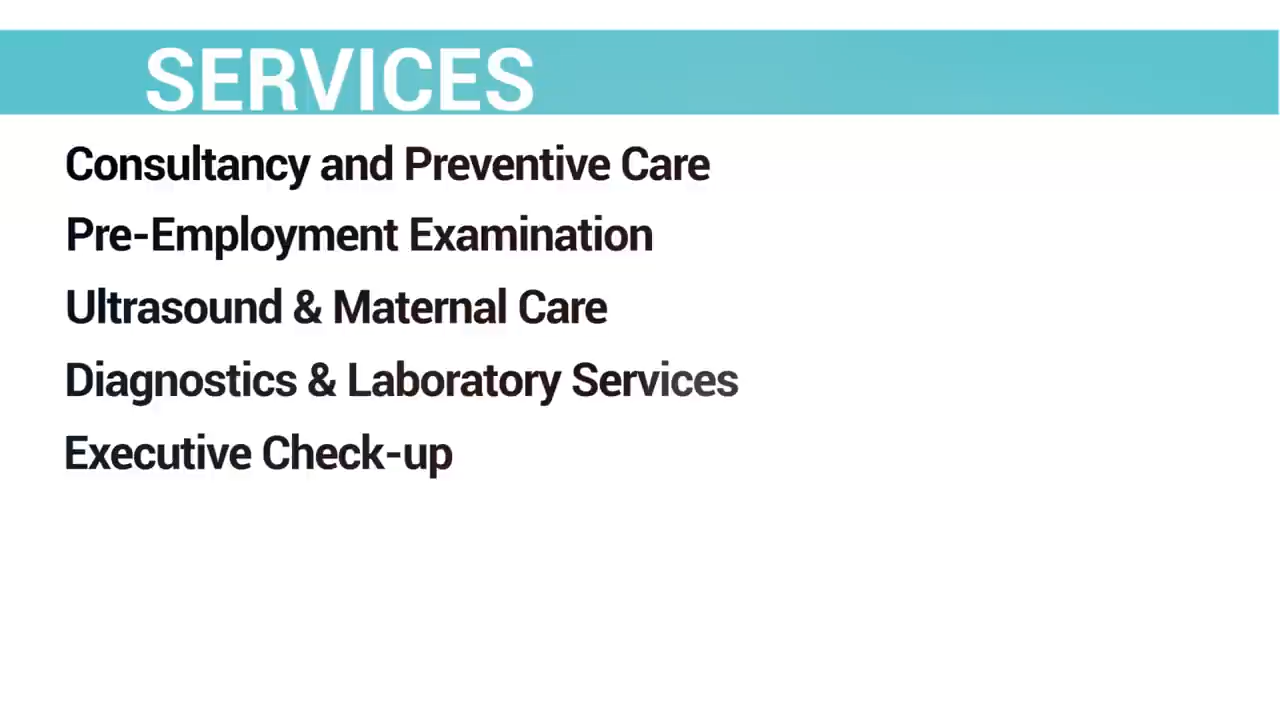 SERVICES
Consultancy and Preventive Care
Pre-Employment Examination
Ultrasound & Maternal Care
Diagnostics & Laboratory Services
Executive Check-up